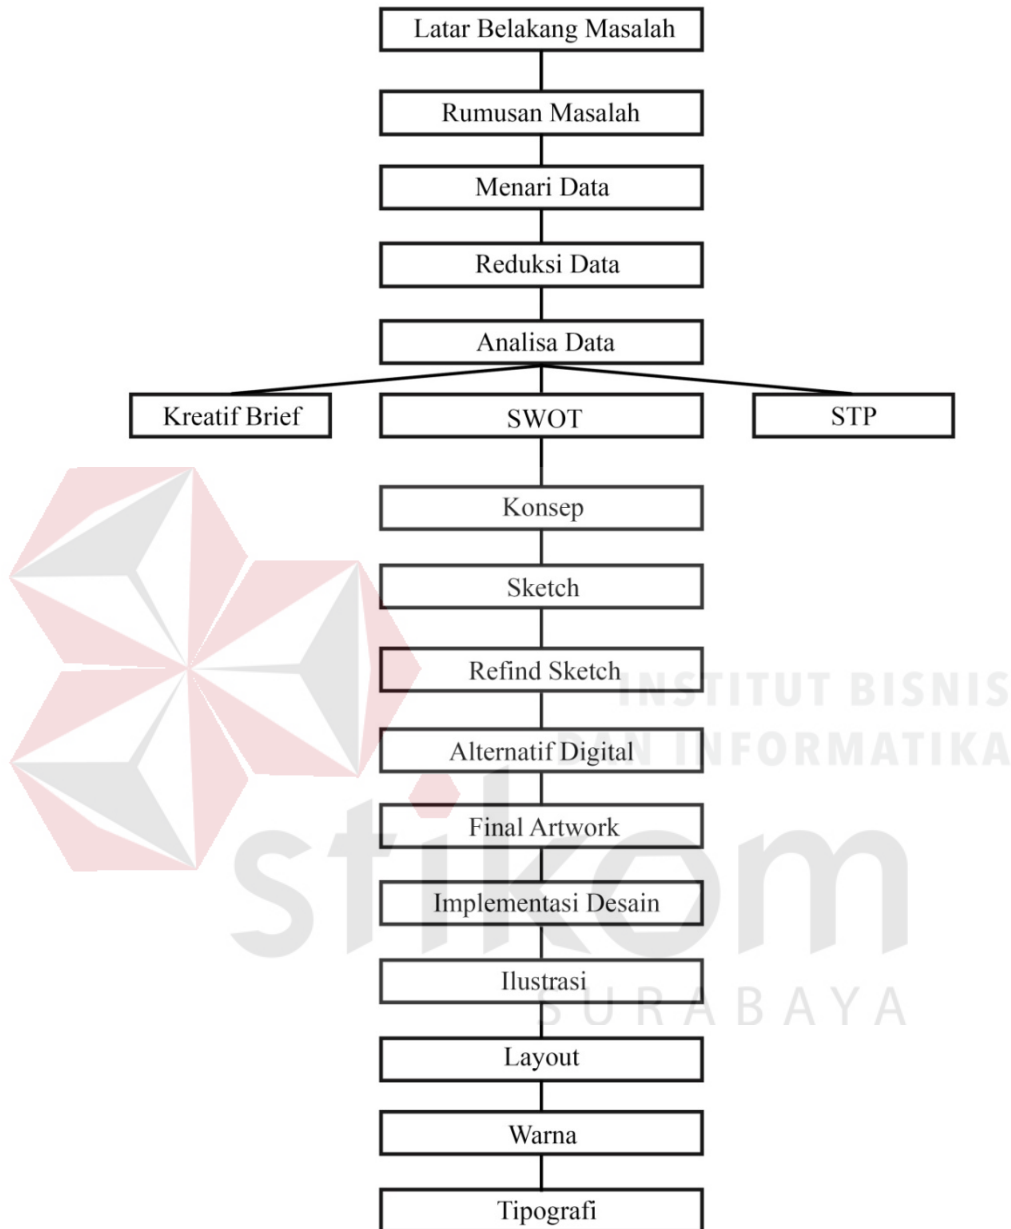 Latar Belakang Masalah
Rumusan Masalah
Menari Data
Reduksi Data
Analisa Data
Kreatif Brief
SWOT
STP
Konsep
Sketch
Refind Sketch
INSTITUT BISNIS
DAN INFORMATIKA
Alternatif Digital
Final Artwork
stikom
Implementasi Desain
Ilustrasi
SURABAYA
Layout
Warna
Tipografi